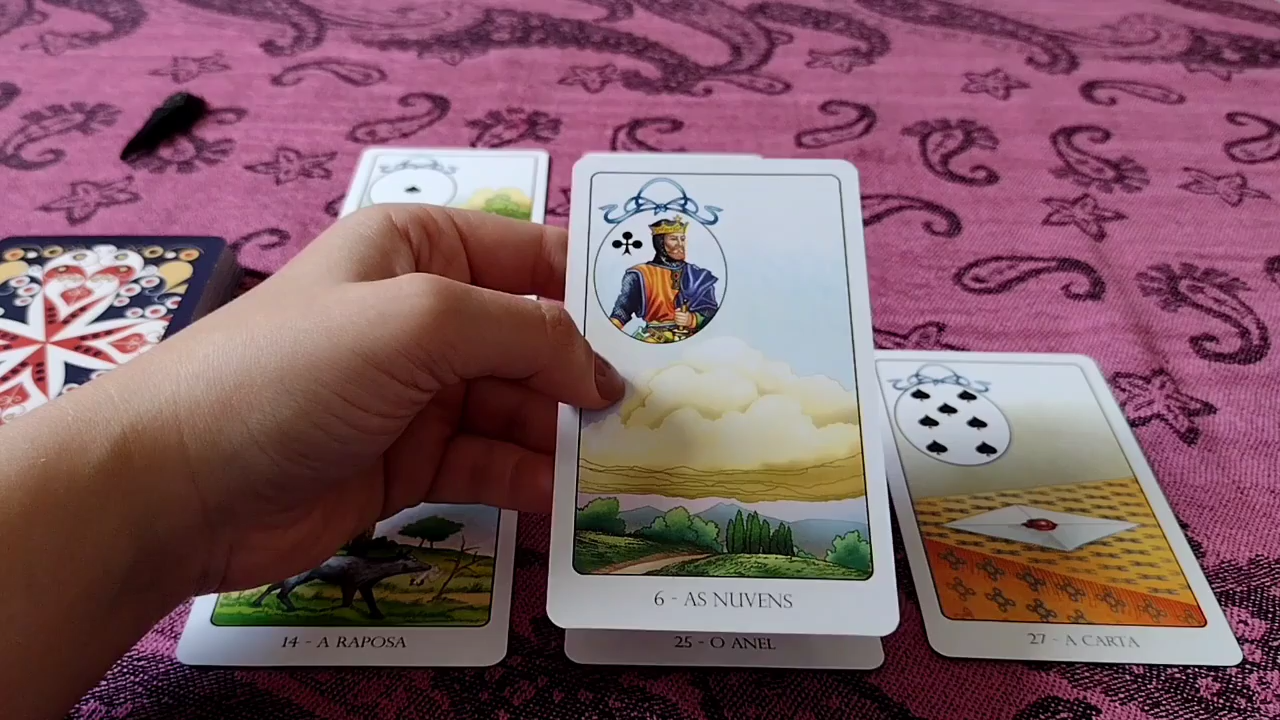 6 - AS NUVENS
14 - A RAPOSA
25 - O ANEL
27 - A CARTA